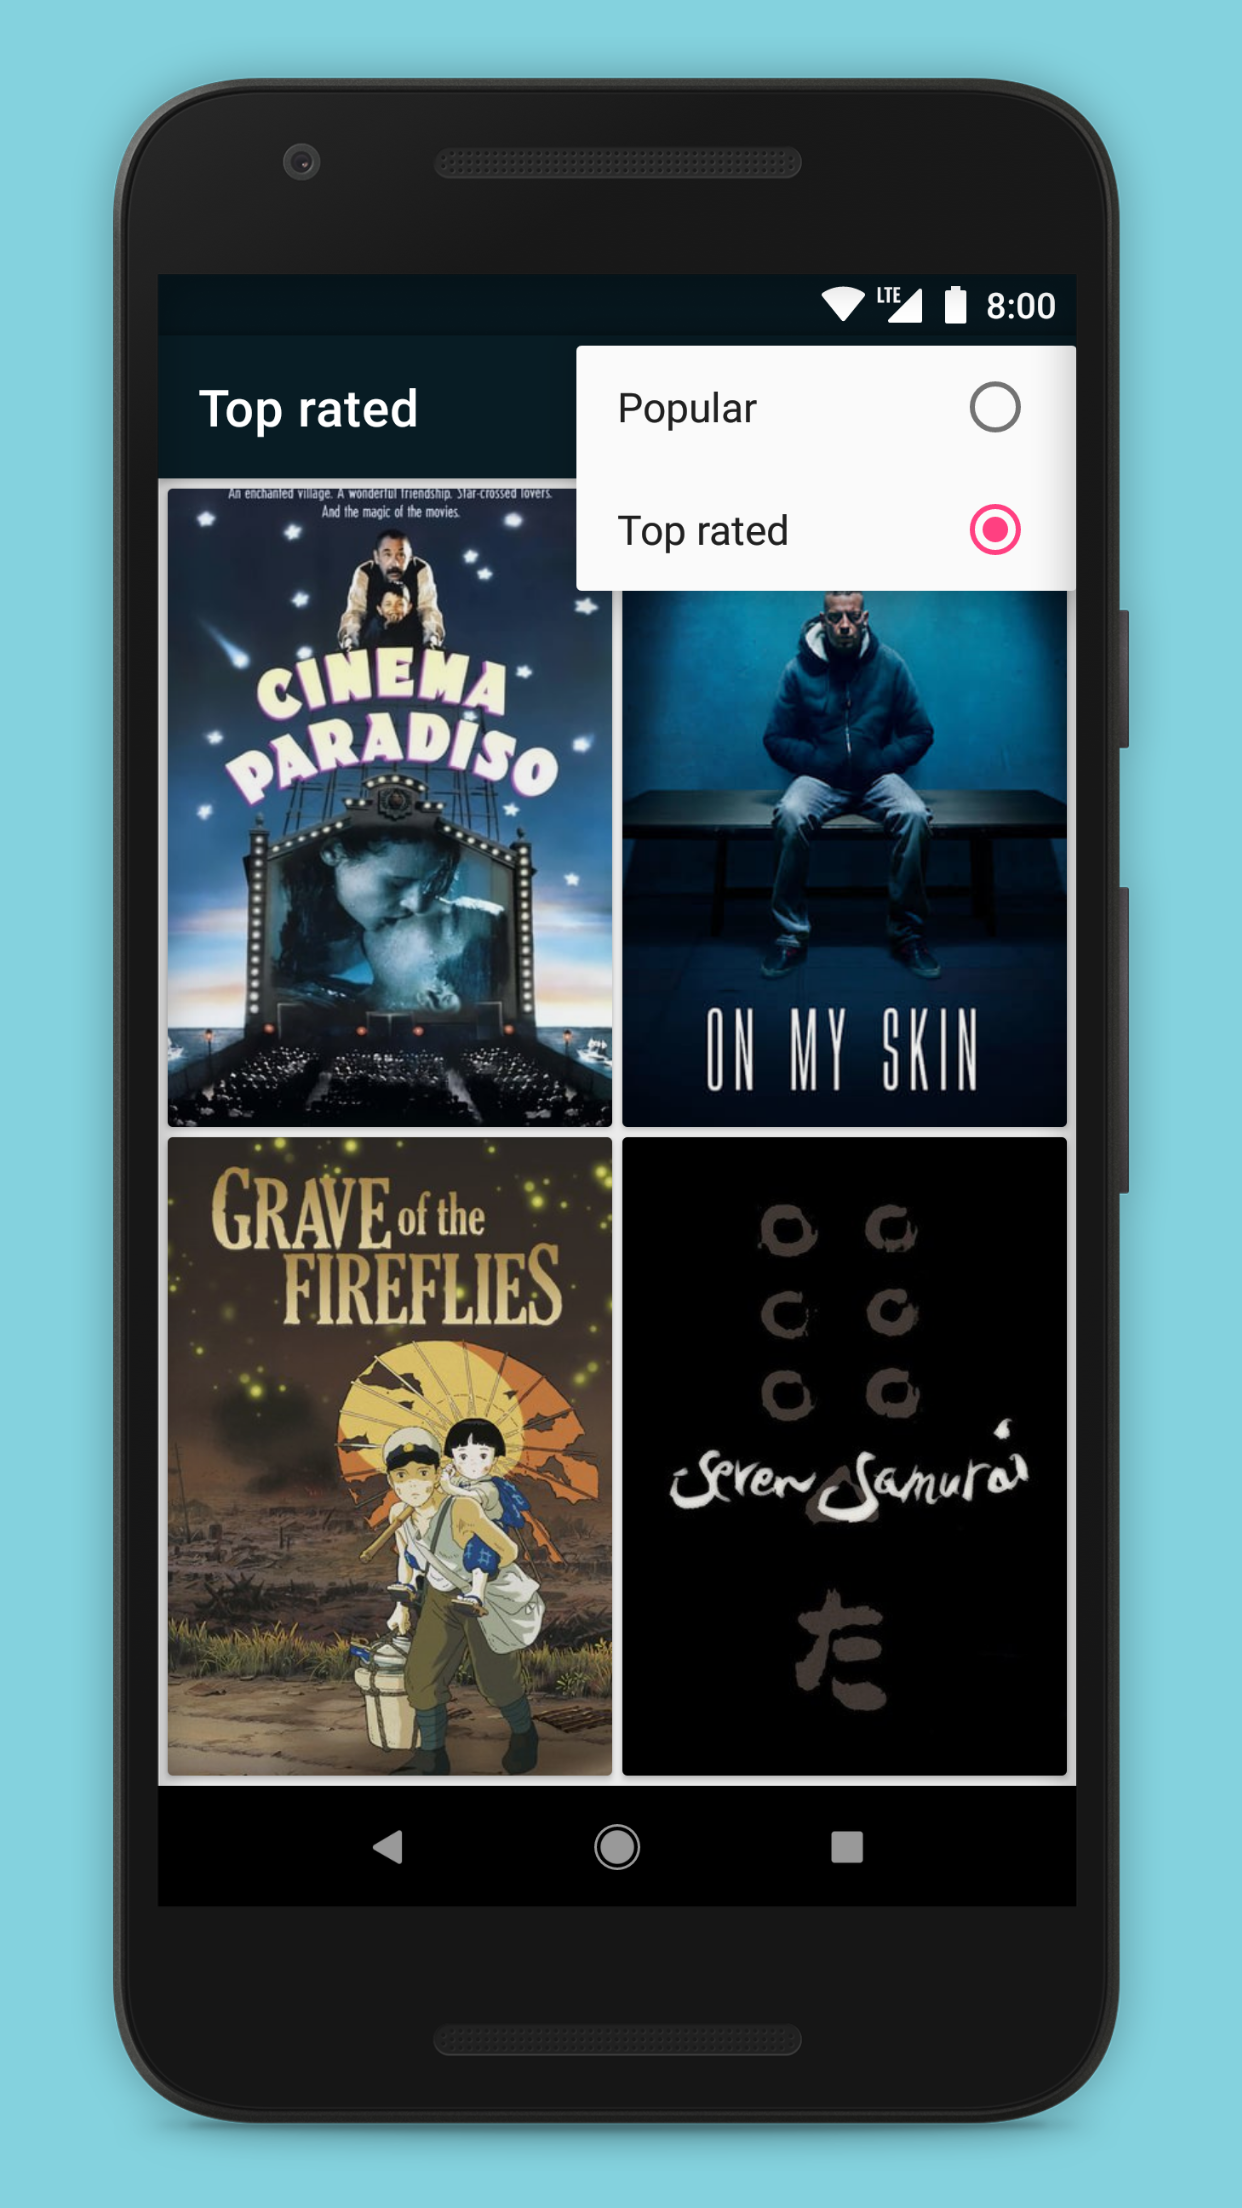 LTE 8:00
Top rated
Popular
Top rated
An enchanted village. A wonderful friendship. Star-crossed lovers.
And the magic of the movies.
CINEMA
PARADISO
ON MY SKIN
GRAVE of the
FIREFLIES
Seven Samurai
た